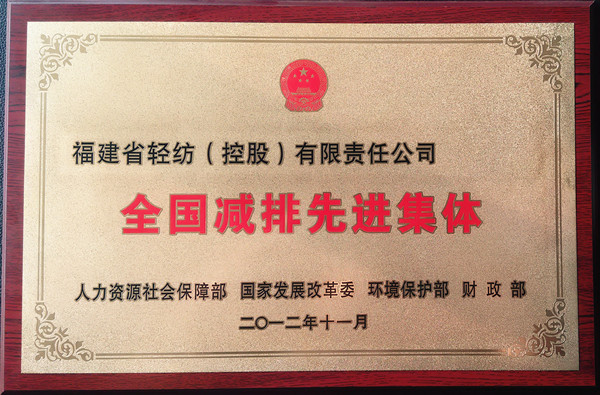 福建省轻纺（控股）有限责任公司
全国减排先进集体
人力资源社会保障部 国家发展改革委 环境保护部 财政部
二〇一二年十一月